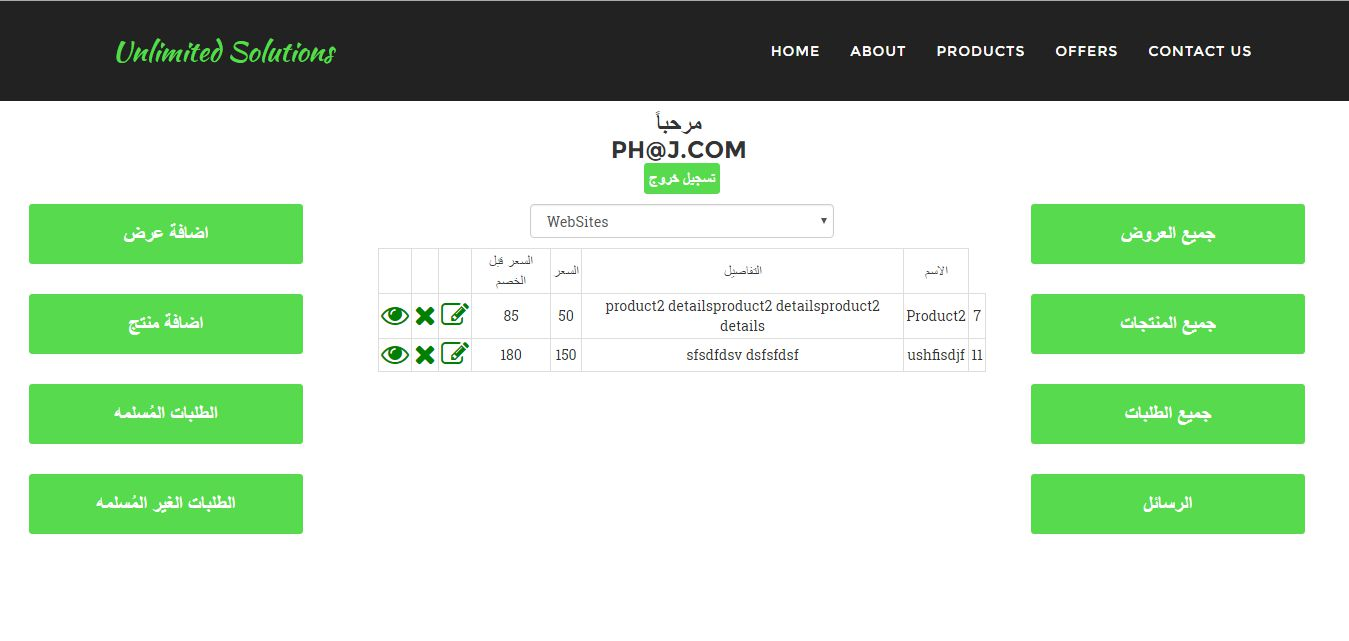 Unlimited Solutions
HOME ABOUT PRODUCTS OFFERS CONTACT US
مرحباً
PH@J.COM
تسجيل خروج
جميع العروض
جميع المنتجات
جميع الطلبات
الرسائل
WebSites
الاسم التفاصيل السعر السعر قبل
الخصم
7 Product2 product2 detailsproduct2 detailsproduct2 50 85
details
11 ushfisdjf sfsdfdsv dsfsfdsf 150 180
اضافة عرض
اضافة منتج
الطلبات المُسلمه
الطلبات الغير المُسلمه